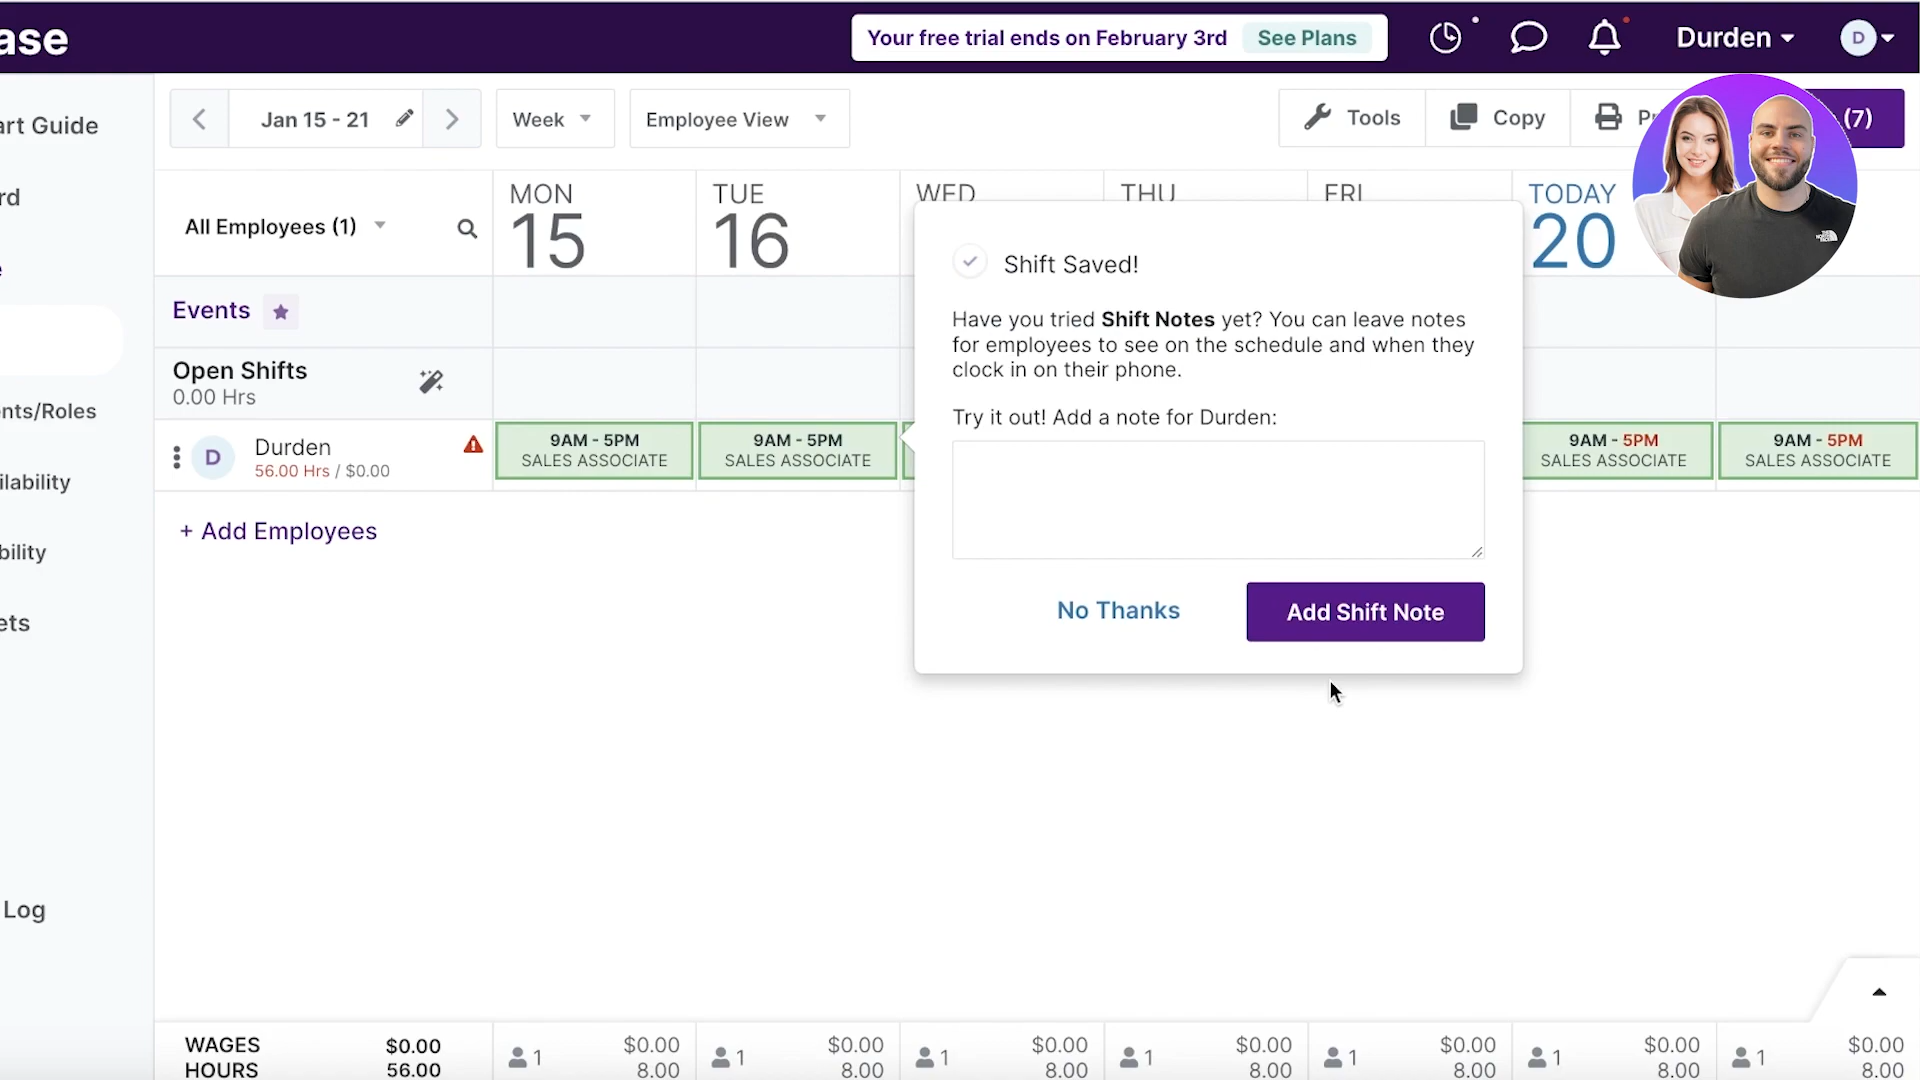 ase
Your free trial ends on February 3rd See Plans
Durden
D
art Guide
rd
e
nts/Roles
ilability
bility
ets
Log
Jan 15 - 21
Week
Employee View
Tools
Copy
Pr
(7)
All Employees (1)
MON
15
TUE
16
WED
THU
FRI
TODAY
20
Events
Open Shifts
0.00 Hrs
D
Durden
56.00 Hrs / $0.00
9AM - 5PM
SALES ASSOCIATE
9AM - 5PM
SALES ASSOCIATE
9AM - 5PM
SALES ASSOCIATE
9AM - 5PM
SALES ASSOCIATE
+ Add Employees
Shift Saved!
Have you tried Shift Notes yet? You can leave notes
for employees to see on the schedule and when they
clock in on their phone.
Try it out! Add a note for Durden:
No Thanks
Add Shift Note
WAGES $0.00
HOURS 56.00
1 $0.00
8.00
1 $0.00
8.00
1 $0.00
8.00
1 $0.00
8.00
1 $0.00
8.00
1 $0.00
8.00
1 $0.00
8.00